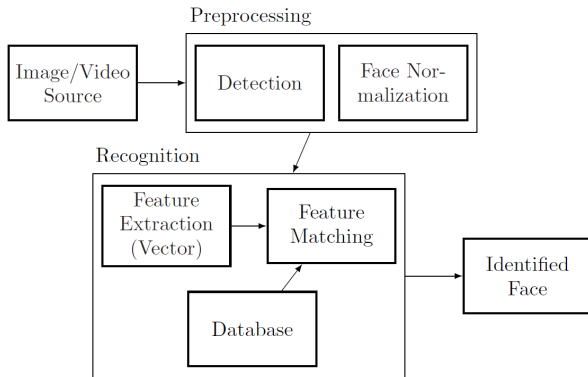 Preprocessing
Image/Video
Source
Detection
Face Nor-
malization
Recognition
Feature
Extraction
(Vector)
Feature
Matching
Database
Identified
Face